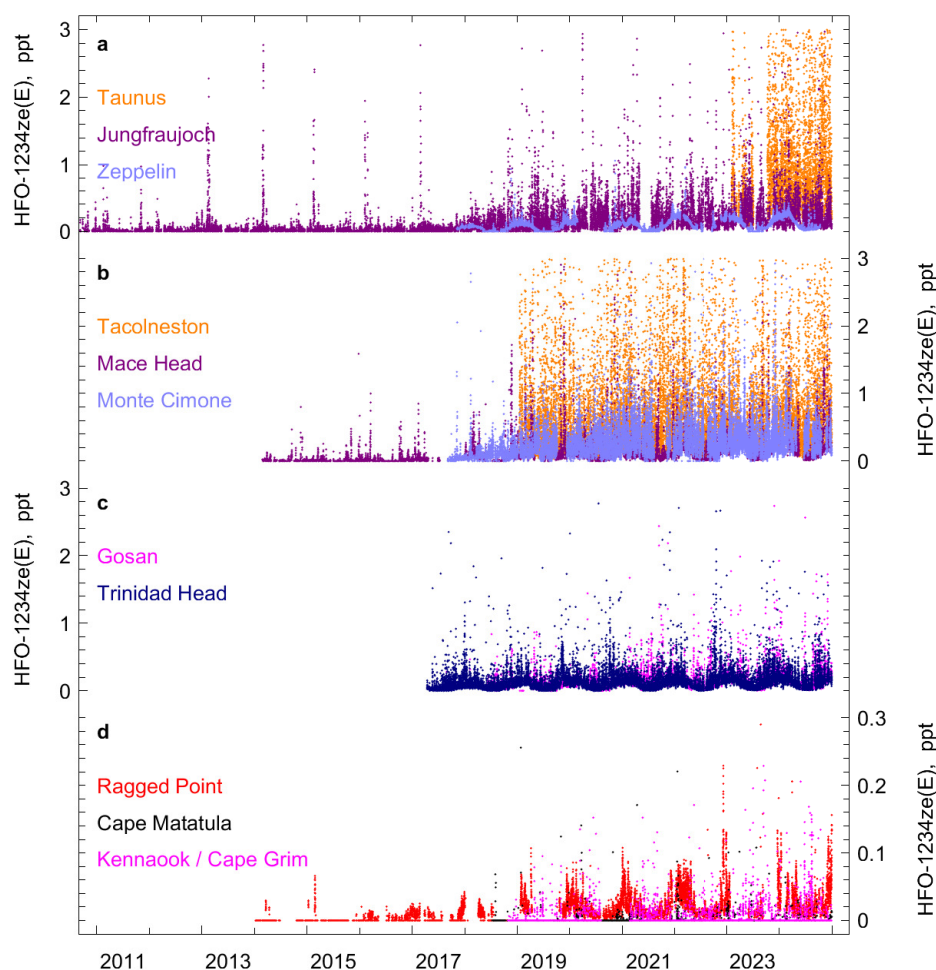 3
a
HFO-1234ze(E), ppt
Taunus
2
Jungfraujoch
1
Zeppelin
0
b
3
HFO-1234ze(E), ppt
Tacolneston
2
Mace Head
1
Monte Cimone
0
3
c
HFO-1234ze(E), ppt
Gosan
2
Trinidad Head
1
0
d
0.3
HFO-1234ze(E), ppt
Ragged Point
0.2
Cape Matatula
Kennaook / Cape Grim
0.1
0
2011 2013 2015 2017 2019 2021 2023